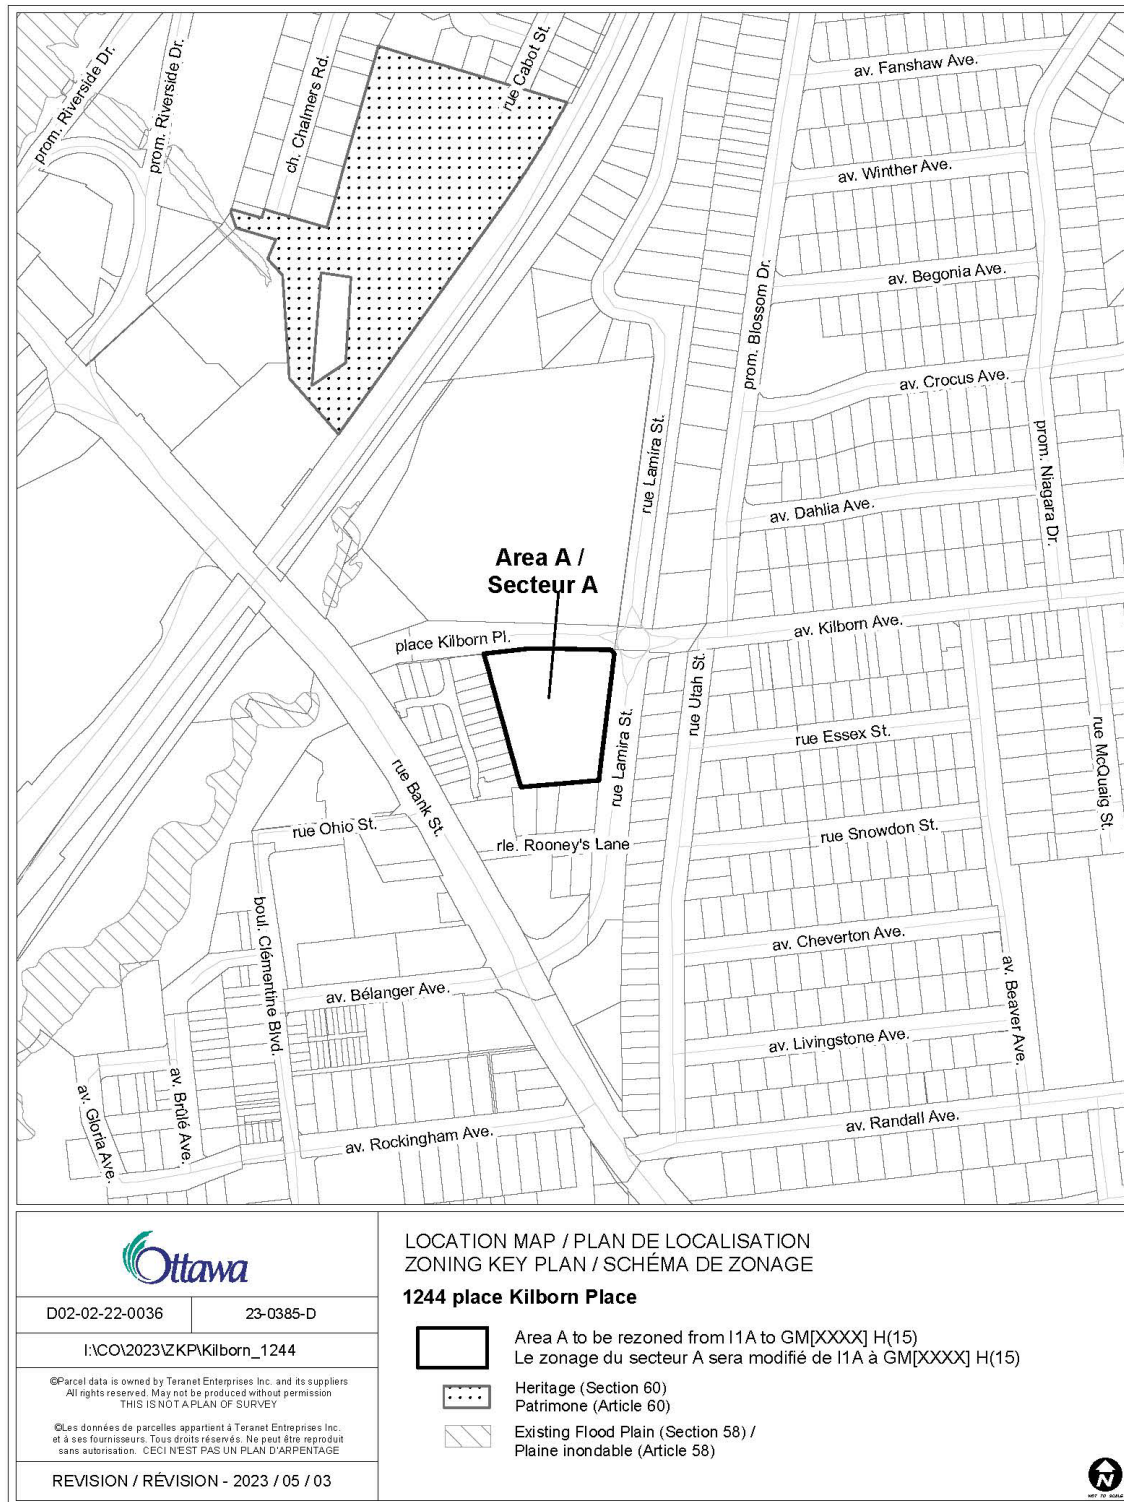 prom. Riverside Dr.
prom. Riverside Dr.
ch. Chalmers Rd.
rue Cabot St.
av. Fanshaw Ave.
av. Winther Ave.
av. Begonia Ave.
prom. Blossom Dr.
av. Crocus Ave.
rue Lamira St.
prom. Niagara Dr.
av. Dahlia Ave.
Area A /
Secteur A
place Kilborn Pl.
av. Kilborn Ave.
rue Utah St.
rue Lamira St.
rue Essex St.
rue McQuaig St.
rue Bank St.
rue Ohio St.
rle. Rooney's Lane
rue Snowdon St.
boul. Clémentine Blvd.
av. Cheverton Ave.
av. Beaver Ave.
av. Bélanger Ave.
av. Livingstone Ave.
av. Gloria Ave.
av. Brûlé Ave.
av. Rockingham Ave.
av. Randall Ave.
Ottawa
D02-02-22-0036
23-0385-D
I:\CO\2023\ZKP\Kilborn_1244
©Parcel data is owned by Teranet Enterprises Inc. and its suppliers
All rights reserved. May not be produced without permission
THIS IS NOT A PLAN OF SURVEY
©Les données de parcelles appartient à Teranet Entreprises Inc.
et à ses fournisseurs. Tous droits réservés. Ne peut être reproduit
sans autorisation. CECI N'EST PAS UN PLAN D'ARPENTAGE
REVISION / RÉVISION - 2023 / 05 / 03
LOCATION MAP / PLAN DE LOCALISATION
ZONING KEY PLAN / SCHÉMA DE ZONAGE
1244 place Kilborn Place
Area A to be rezoned from I1A to GM[XXXX] H(15)
Le zonage du secteur A sera modifié de I1A à GM[XXXX] H(15)
Heritage (Section 60)
Patrimone (Article 60)
Existing Flood Plain (Section 58) /
Plaine inondable (Article 58)
N
NOT TO SCALE